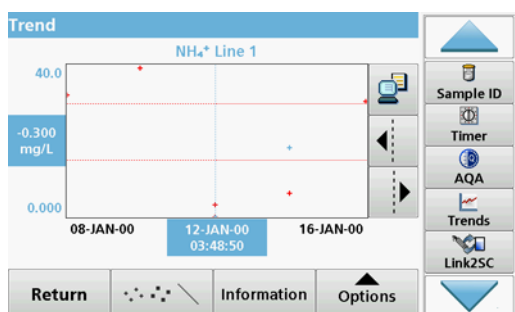 Trend
NH₄⁺ Line 1
40.0
-0.300
mg/L
0.000
08-JAN-00
12-JAN-00
03:48:50
16-JAN-00
Return
Information
Options
Sample ID
Timer
AQA
Trends
Link2SC